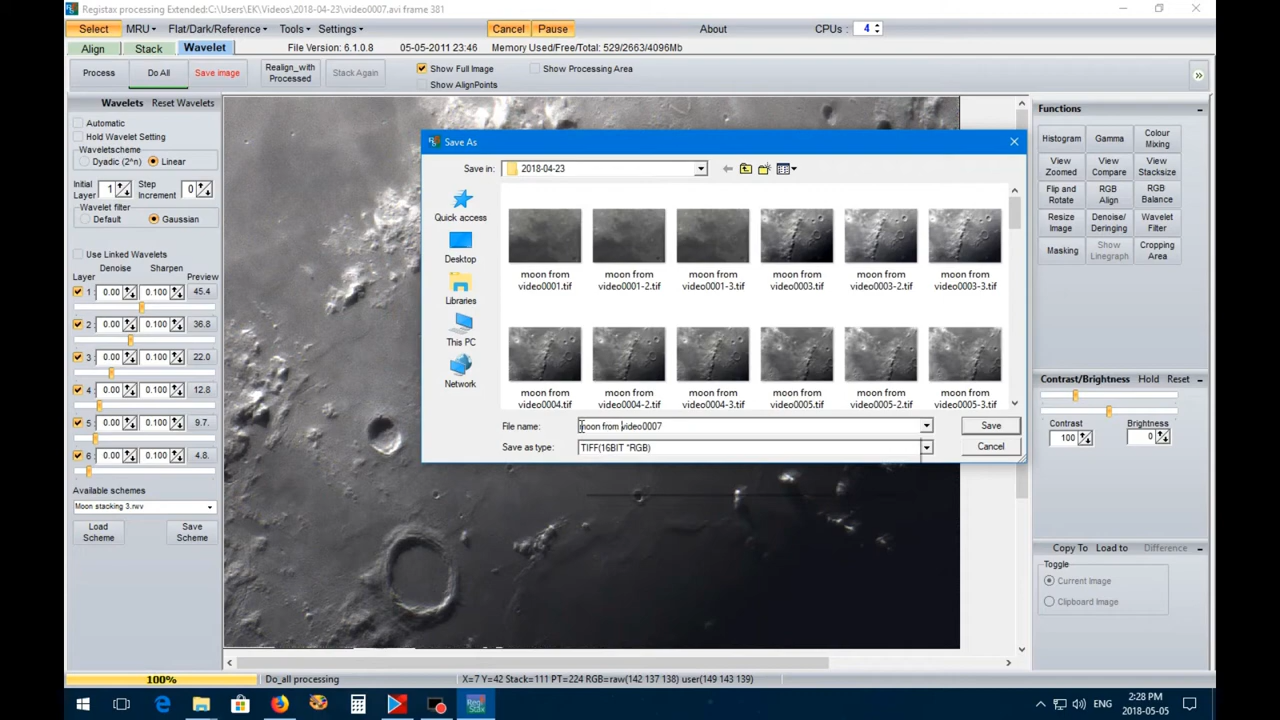 Registax processing Extended:C:\Users\EK\Videos\2018-04-23\video0007.avi frame 381
Select MRU Flat/Dark/Reference Tools Settings Cancel Pause About CPUs: 4
Align Stack Wavelet File Version: 6.1.0.8 05-05-2011 23:46 Memory Used/Free/Total: 529/2663/4096Mb
Process Do All Save image Realign_with Processed Stack Again Show Full Image Show Processing Area
Show AlignPoints
Wavelets Reset Wavelets
Automatic
Hold Wavelet Setting
Waveletscheme
Dyadic (2^n) Linear
Initial Layer 1 Step Increment 0
Wavelet filter
Default Gaussian
Use Linked Wavelets
Denoise Sharpen
Layer Preview
1 : 0.00 0.100 45.4
2 : 0.00 0.100 36.8
3 : 0.00 0.100 22.0
4 : 0.00 0.100 12.8
5 : 0.00 0.100 9.7.
6 : 0.00 0.100 4.8.
Available schemes
Moon stacking 3.rwv
Load Scheme Save Scheme
Save As
Save in: 2018-04-23
Quick access
Desktop
Libraries
This PC
Network
moon from video0001.tif
moon from video0001-2.tif
moon from video0001-3.tif
moon from video0003.tif
moon from video0003-2.tif
moon from video0003-3.tif
moon from video0004.tif
moon from video0004-2.tif
moon from video0004-3.tif
moon from video0005.tif
moon from video0005-2.tif
moon from video0005-3.tif
File name: moon from video0007 Save
Save as type: TIFF(16BIT *RGB) Cancel
Functions
Histogram Gamma Colour Mixing
View Zoomed View Compare View Stacksize
Flip and Rotate RGB Align RGB Balance
Resize Image Denoise/ Deringing Wavelet Filter
Masking Show Linegraph Cropping Area
Contrast/Brightness Hold Reset
Contrast Brightness
100 0
Copy To Load to Difference
Toggle
Current Image
Clipboard Image
100% Do_all processing X=7 Y=42 Stack=111 PT=224 RGB=raw(142 137 138) user(149 143 139)
Regi Stax
ENG
2:28 PM
2018-05-05